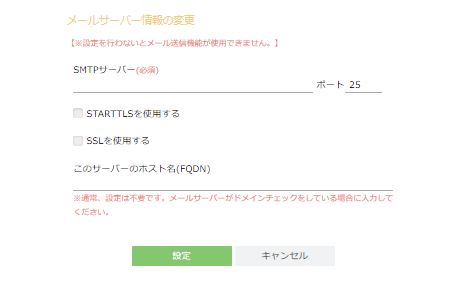 メールサーバー情報の変更
【※設定を行わないとメール送信機能が使用できません。】
SMTPサーバー(必須)
ポート 25
STARTTLSを使用する
SSLを使用する
このサーバーのホスト名(FQDN)
※通常、設定は不要です。メールサーバーがドメインチェックをしている場合に入力して
ください。
設定 キャンセル